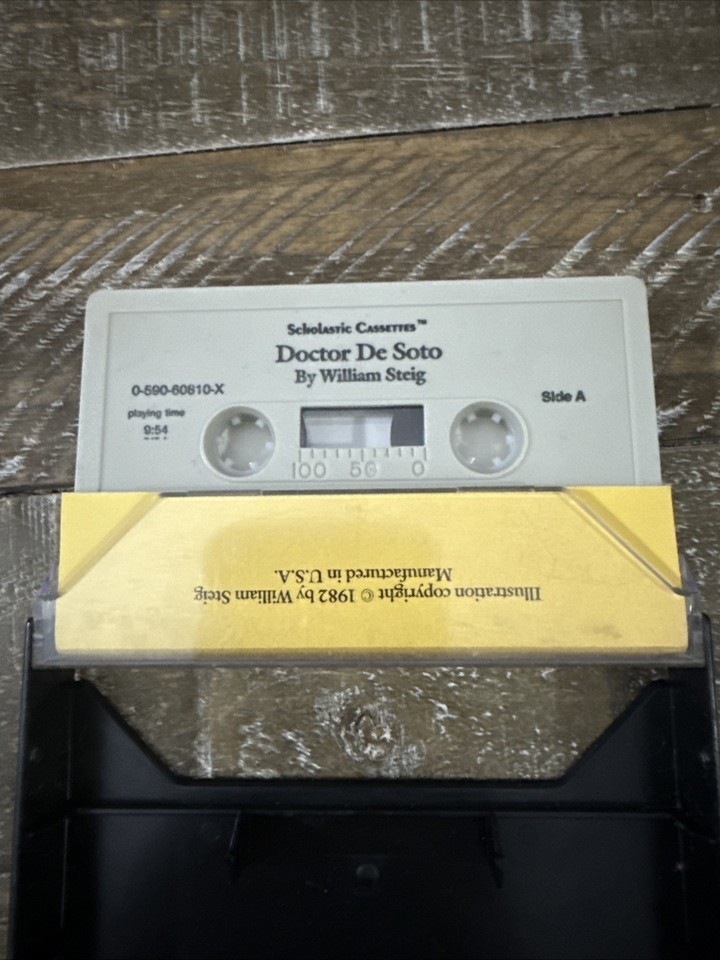 Scholastic Cassettes™
Doctor De Soto
By William Steig
0-590-60810-X
Side A
playing time
9:54
100 50 0
Illustration copyright © 1982 by William Steig
Manufactured in U.S.A.